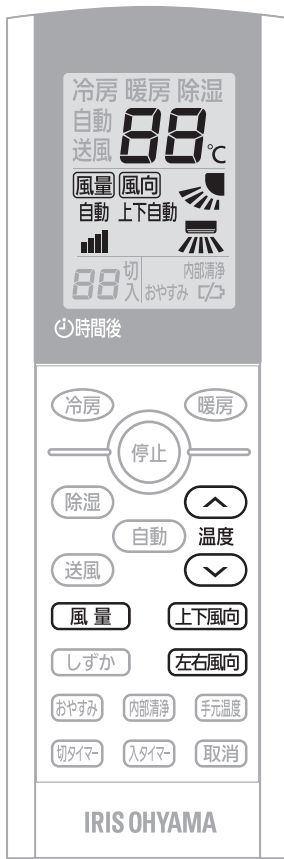 冷房 暖房 除湿
自動
送風
88℃
風量 風向
自動 上下自動
88 切 内部清浄
入 おやすみ
時間後
冷房 暖房
停止
除湿
自動 温度
送風
風量 上下風向
しずか 左右風向
おやすみ 内部清浄 手元温度
切タイマー 入タイマー 取消
IRIS OHYAMA